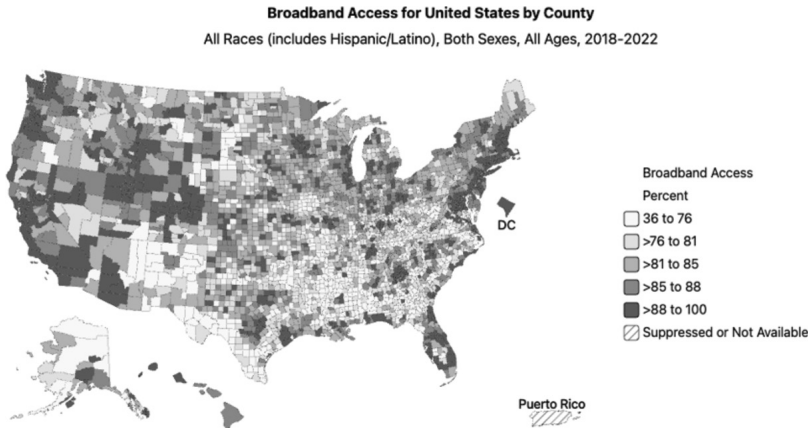 Broadband Access for United States by County
All Races (includes Hispanic/Latino), Both Sexes, All Ages, 2018-2022
Broadband Access
Percent
36 to 76
>76 to 81
>81 to 85
>85 to 88
>88 to 100
Suppressed or Not Available
DC
Puerto Rico